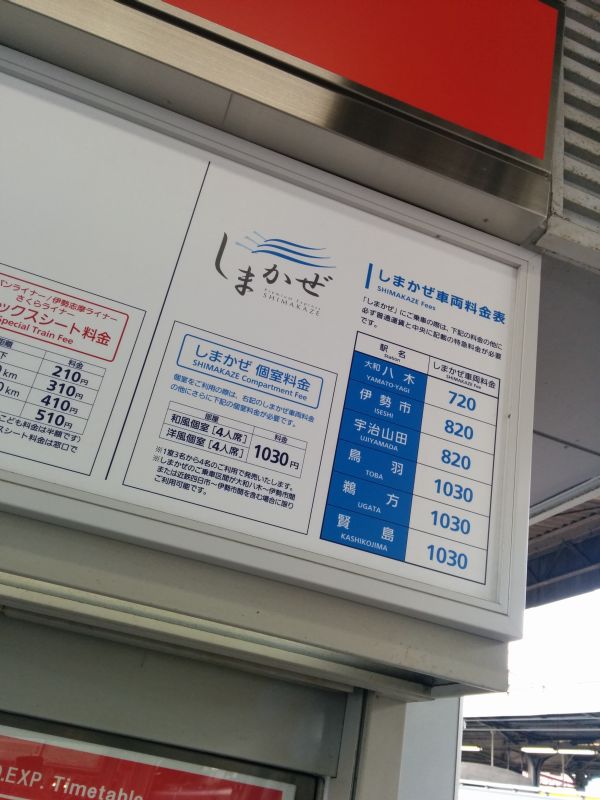 ンライナー/伊勢志摩ライナー
さくらライナー
ックスシート料金
Special Train Fee
距離 料金
下 210円
0km 310円
km 410円
510円
こども料金は半額です)
スシート料金は窓口で
しまかぜ
PREMIUM EXPRESS
SHIMAKAZE
しまかぜ 個室料金
SHIMAKAZE Compartment Fee
個室をご利用の際は、右記のしまかぜ車両料金
の他にさらに下記の個室料金が必要です。
部屋 料金
和風個室 [4人席] 1030円
洋風個室 [4人席]
※1室3名から4名のご利用で発売いたします。
※しまかぜのご乗車区間が大和八木〜伊勢市間
または近鉄四日市〜伊勢市間を含む場合に限り
ご利用可能です。
しまかぜ車両料金表
SHIMAKAZE Fees
「しまかぜ」にご乗車の際は、下記の料金の他に
必ず普通運賃と中央に記載の特急料金が必要
です。
駅名 しまかぜ車両料金
Station SHIMAKAZE Fee
大和八木 720
YAMATO-YAGI
伊勢市 820
ISESHI
宇治山田 820
UJIYAMADA
鳥羽 1030
TOBA
鵜方 1030
UGATA
賢島 1030
KASHIKOJIMA
.EXP. Timetable